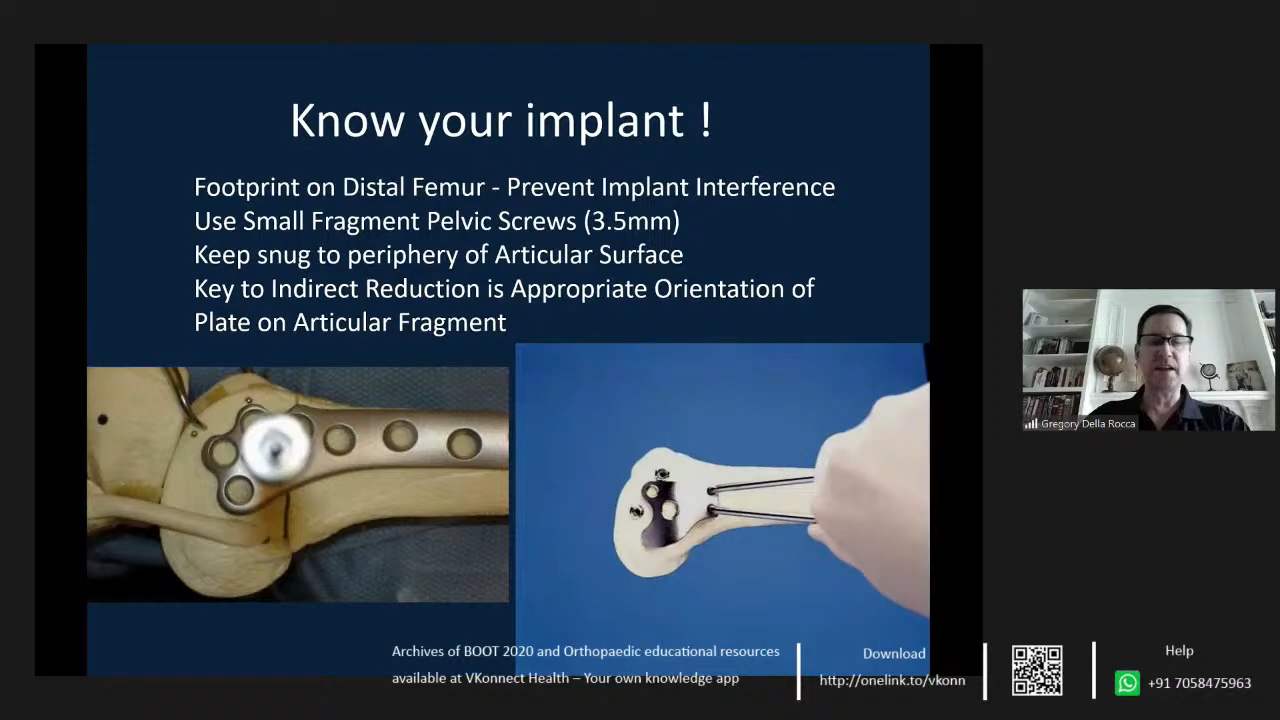 Know your implant !
Footprint on Distal Femur - Prevent Implant Interference
Use Small Fragment Pelvic Screws (3.5mm)
Keep snug to periphery of Articular Surface
Key to Indirect Reduction is Appropriate Orientation of
Plate on Articular Fragment
Gregory Della Rocca
Archives of BOOT 2020 and Orthopaedic educational resources
available at VKonnect Health – Your own knowledge app
Download
http://onelink.to/vkonn
Help
+91 7058475963